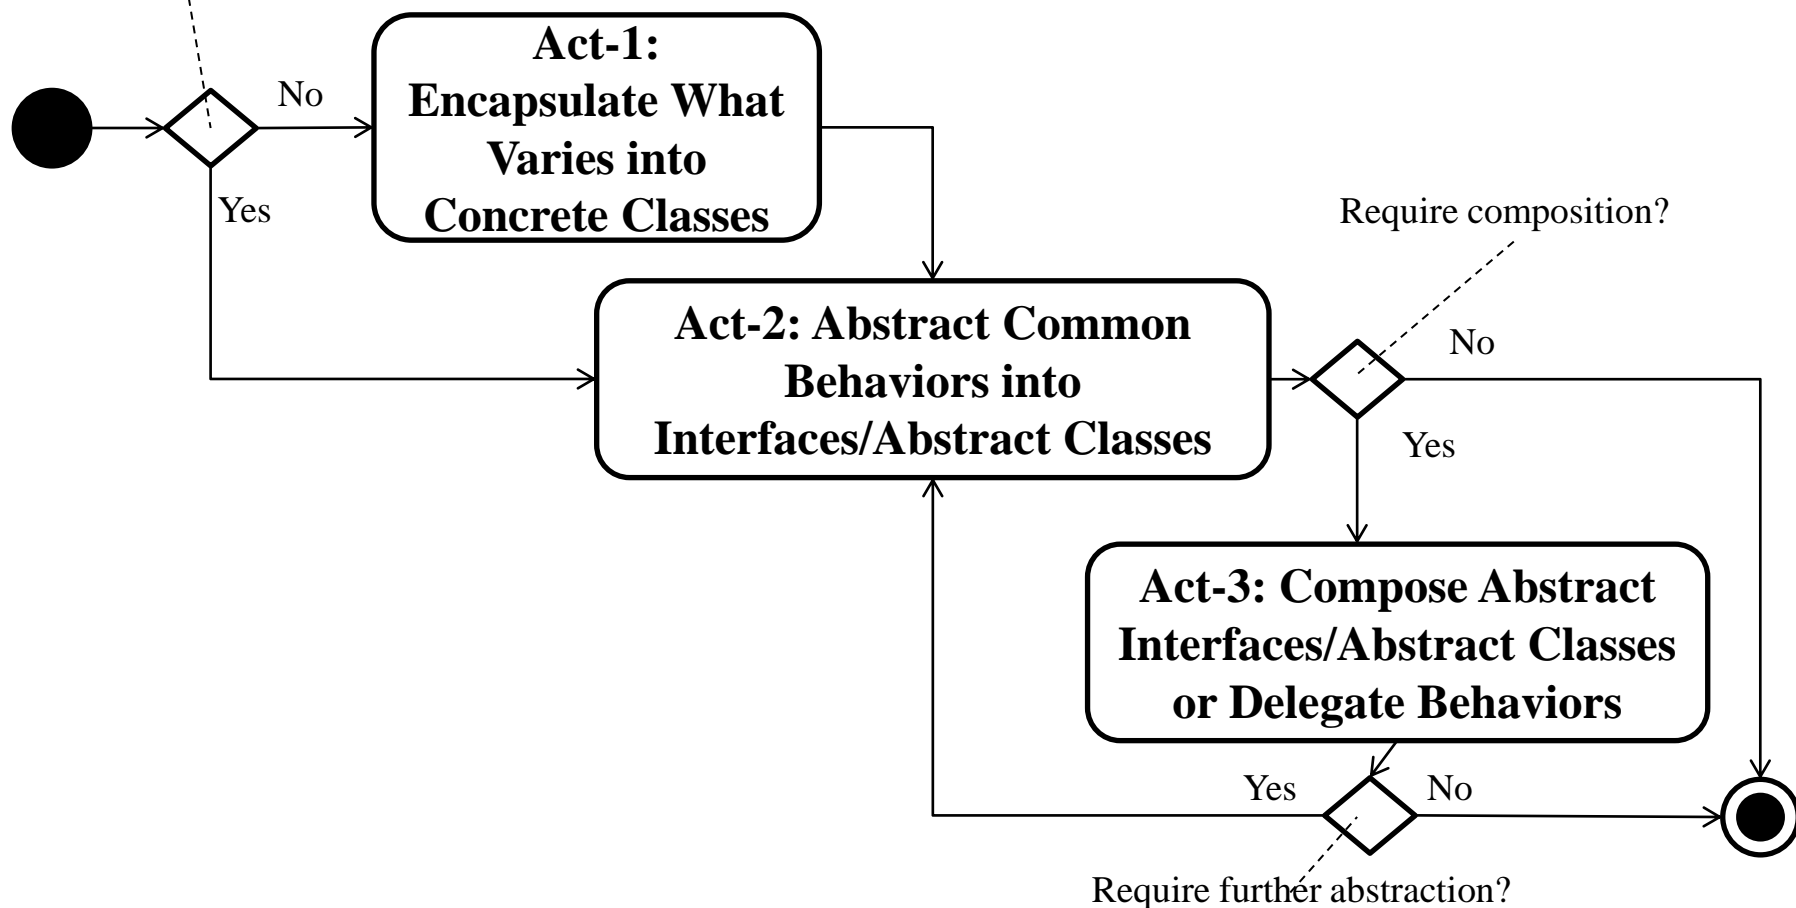 No
Act-1:
Encapsulate What
Varies into
Concrete Classes
Yes
Require composition?
Act-2: Abstract Common
Behaviors into
Interfaces/Abstract Classes
No
Yes
Act-3: Compose Abstract
Interfaces/Abstract Classes
or Delegate Behaviors
Yes
No
Require further abstraction?